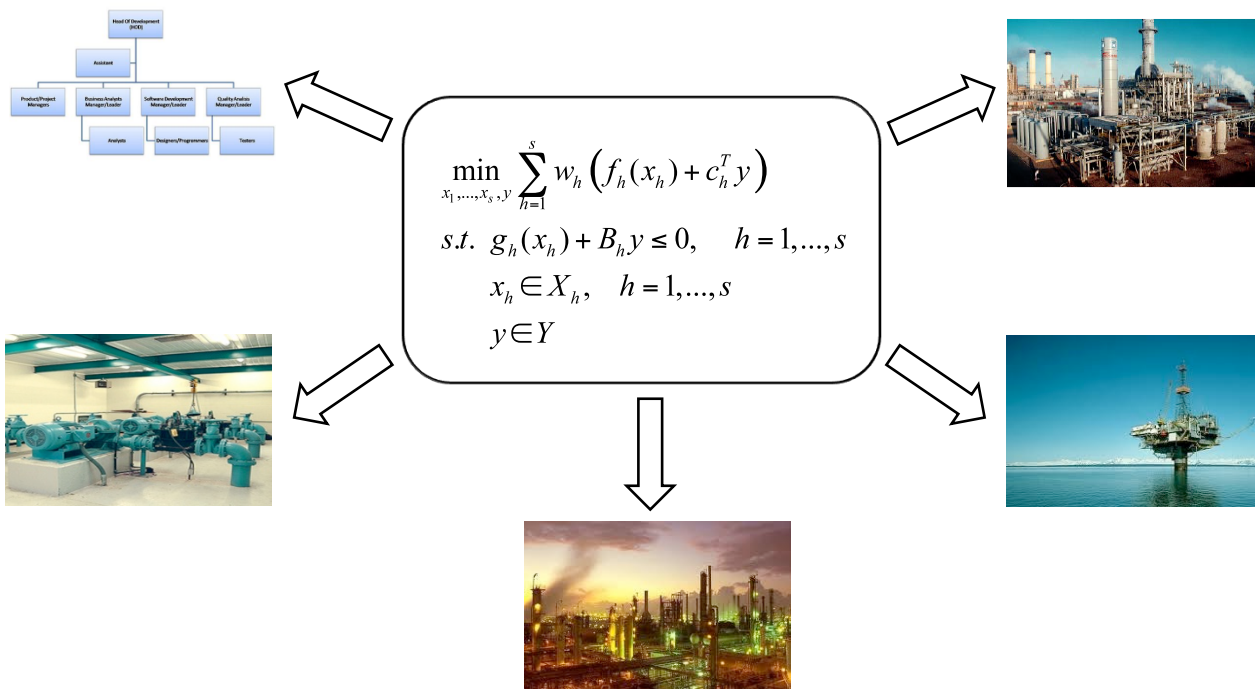 Head Of Development
(HOD)
Assistant
Product/Project
Managers
Business Analysts
Manager/Leader
Software Development
Manager/Leader
Quality Analsis
Manager/Leader
Analysts
Designers/Programmers
Testers
min_{x_1,...,x_s,y} \sum_{h=1}^{s} w_h ( f_h(x_h) + c_h^T y )
s.t. g_h(x_h) + B_h y ≤ 0, h = 1,...,s
x_h ∈ X_h, h = 1,...,s
y ∈ Y